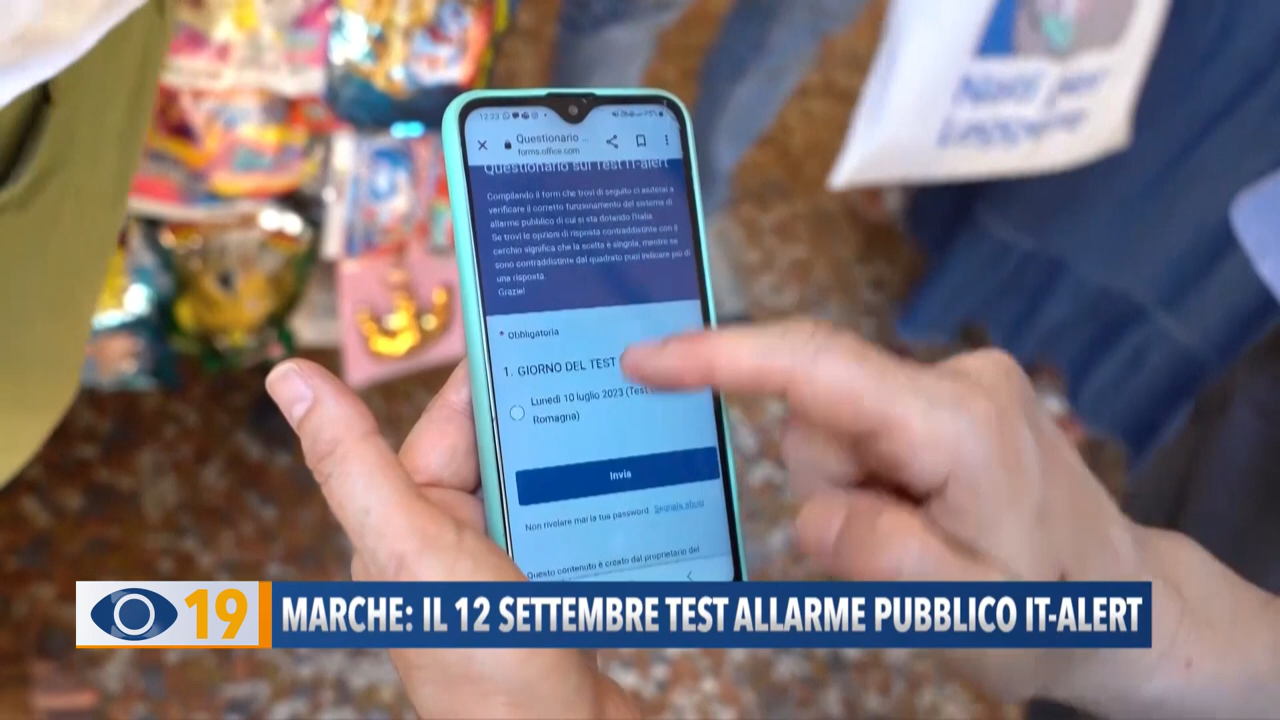 12:33
Questionario ...
forms.office.com
Questionario sul Test IT-alert
Compilando il form che trovi di seguito ci aiuterai a
verificare il corretto funzionamento del sistema di
allarme pubblico di cui si sta dotando l'Italia.
Se trovi le opzioni di risposta contraddistinte con il
cerchio significa che la scelta è singola, mentre se
sono contraddistinte dal quadrato puoi indicare più di
una risposta.
Grazie!
* Obbligatoria
1. GIORNO DEL TEST
Lunedì 10 luglio 2023 (Test
Romagna)
Invia
Non rivelare mai la tua password. Segnala abuso
Questo contenuto è creato dal proprietario del
19
MARCHE: IL 12 SETTEMBRE TEST ALLARME PUBBLICO IT-ALERT